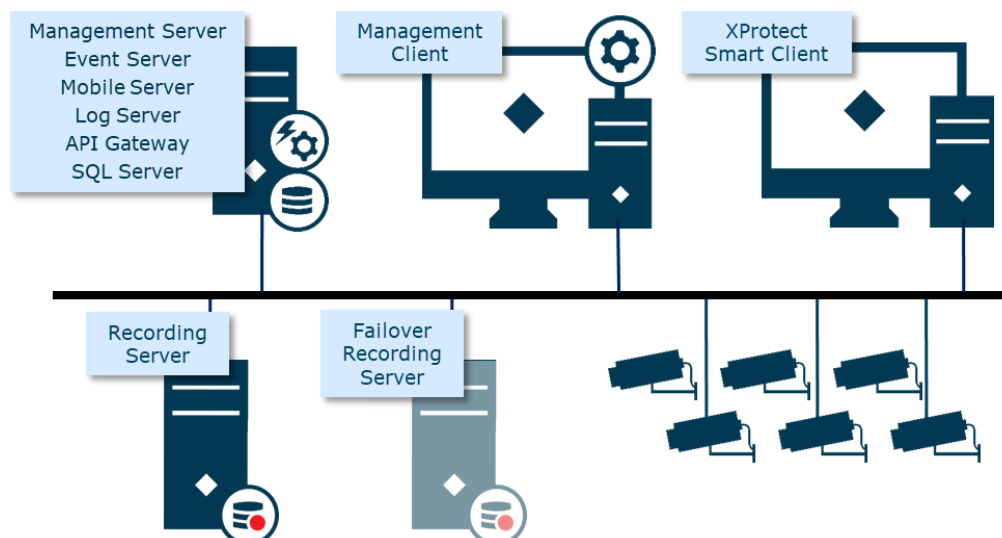 Management Server
Event Server
Mobile Server
Log Server
API Gateway
SQL Server
Management
Client
XProtect
Smart Client
Recording
Server
Failover
Recording
Server